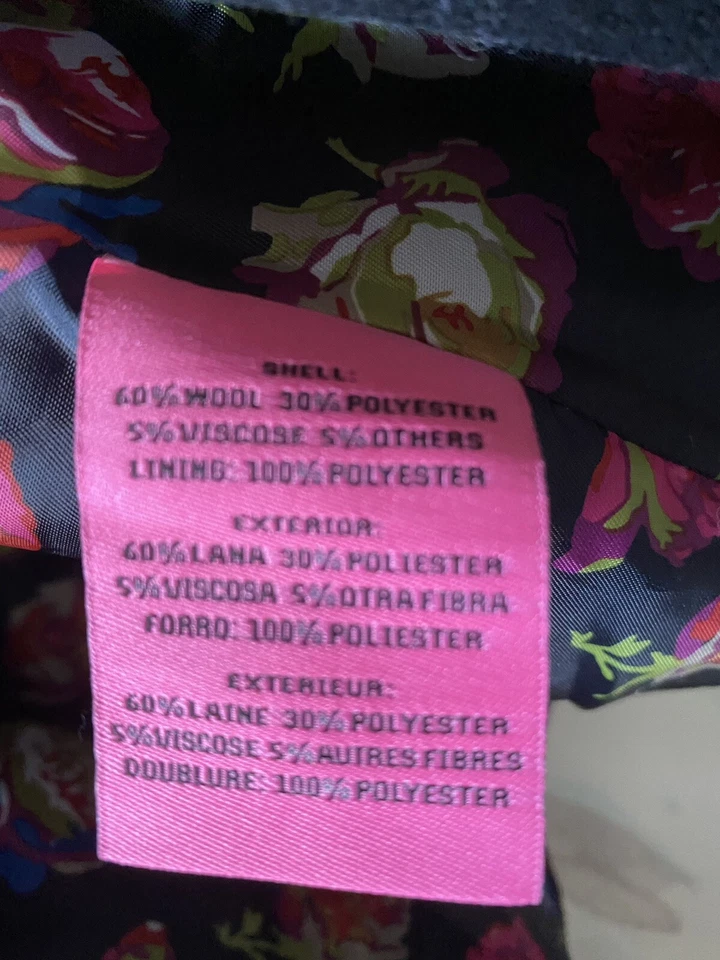 SHELL:
60%WOOL 30%POLYESTER
5%VISCOSE 5%OTHERS
LINING: 100%POLYESTER
EXTERIOR:
60%LANA 30%POLIESTER
5%VISCOSA 5%OTRA FIBRA
FORRO: 100%POLIESTER
EXTERIEUR:
60%LAINE 30%POLYESTER
5%VISCOSE 5%AUTRES FIBRES
DOUBLURE: 100%POLYESTER